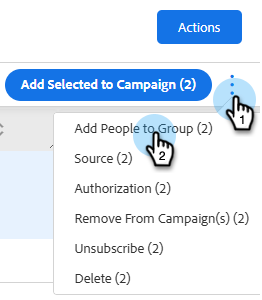 Actions
Add Selected to Campaign (2)
1
Add People to Group (2)
2
Source (2)
Authorization (2)
Remove From Campaign(s) (2)
Unsubscribe (2)
Delete (2)